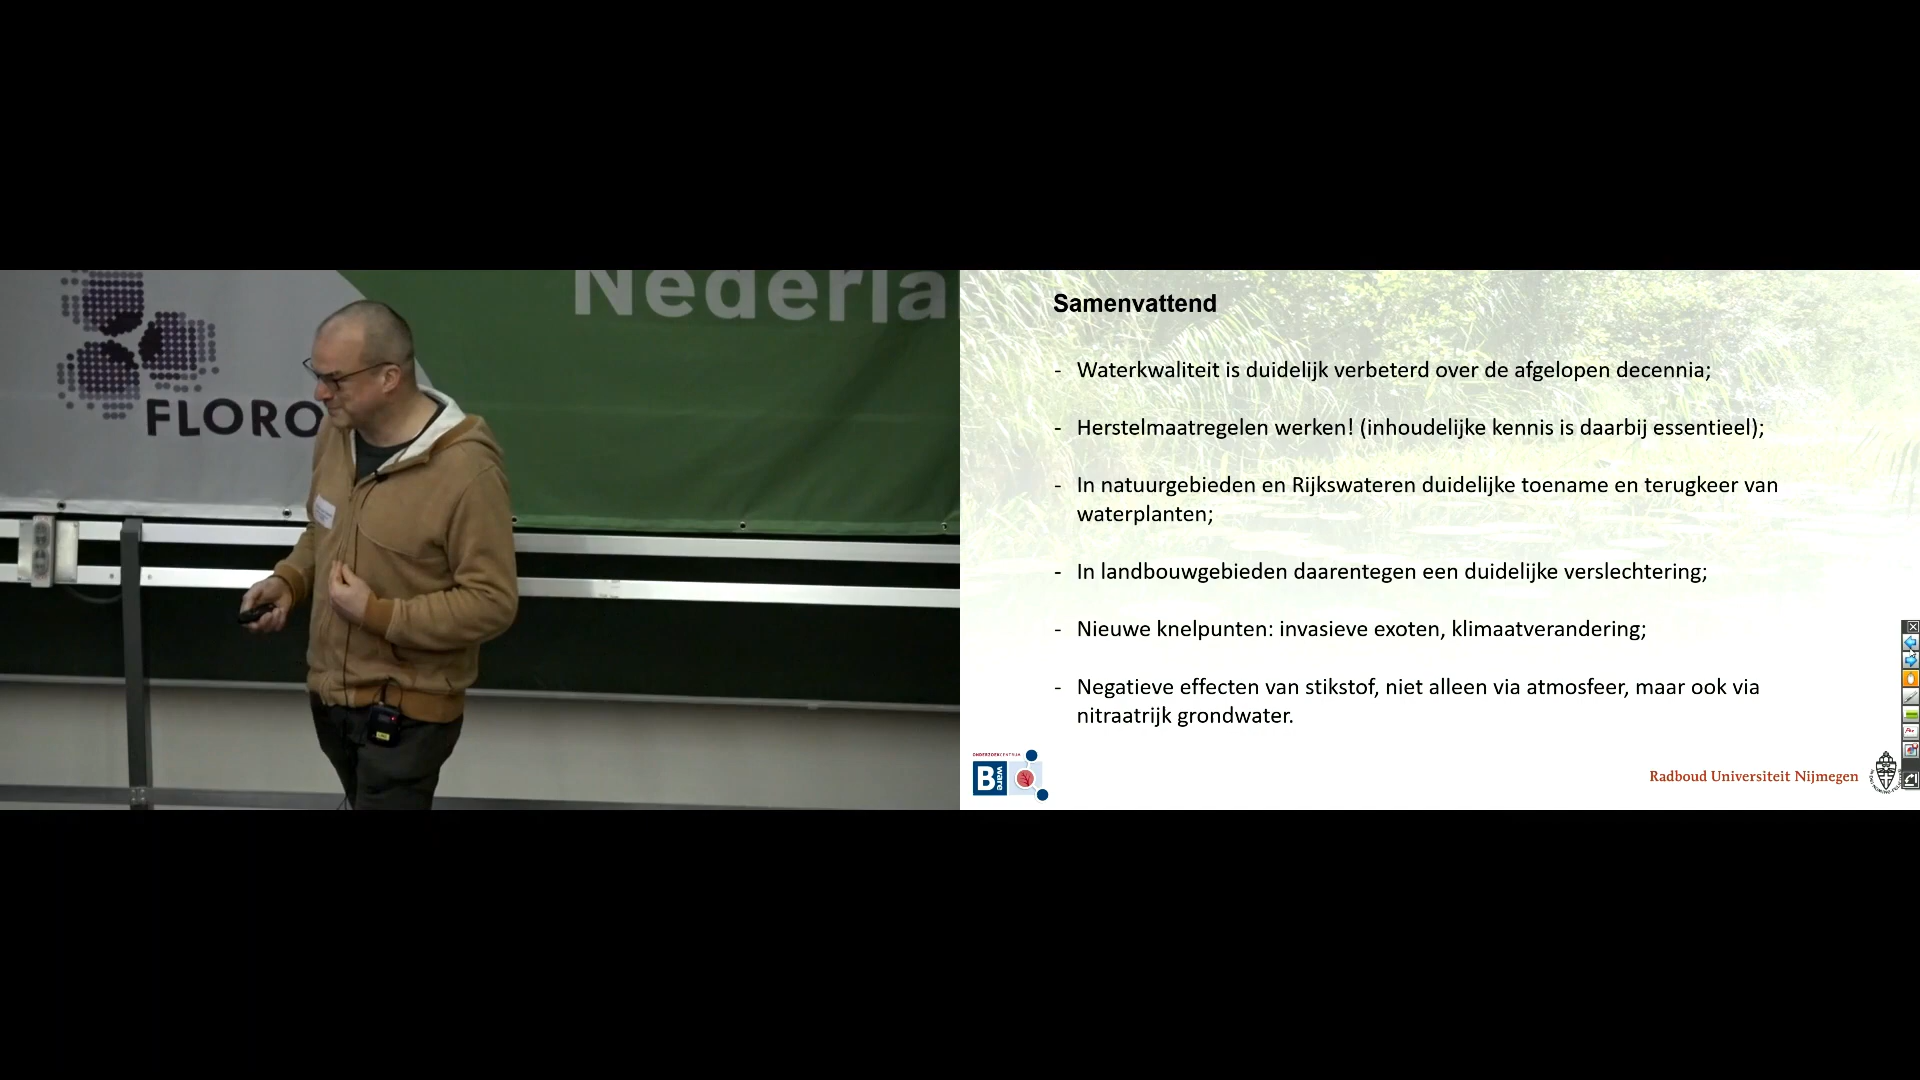 Nederla
FLORO
Samenvattend
- Waterkwaliteit is duidelijk verbeterd over de afgelopen decennia;
- Herstelmaatregelen werken! (inhoudelijke kennis is daarbij essentieel);
- In natuurgebieden en Rijkswateren duidelijke toename en terugkeer van
waterplanten;
- In landbouwgebieden daarentegen een duidelijke verslechtering;
- Nieuwe knelpunten: invasieve exoten, klimaatverandering;
- Negatieve effecten van stikstof, niet alleen via atmosfeer, maar ook via
nitraatrijk grondwater.
ONDERZOEKCENTRUM
B ware
Radboud Universiteit Nijmegen